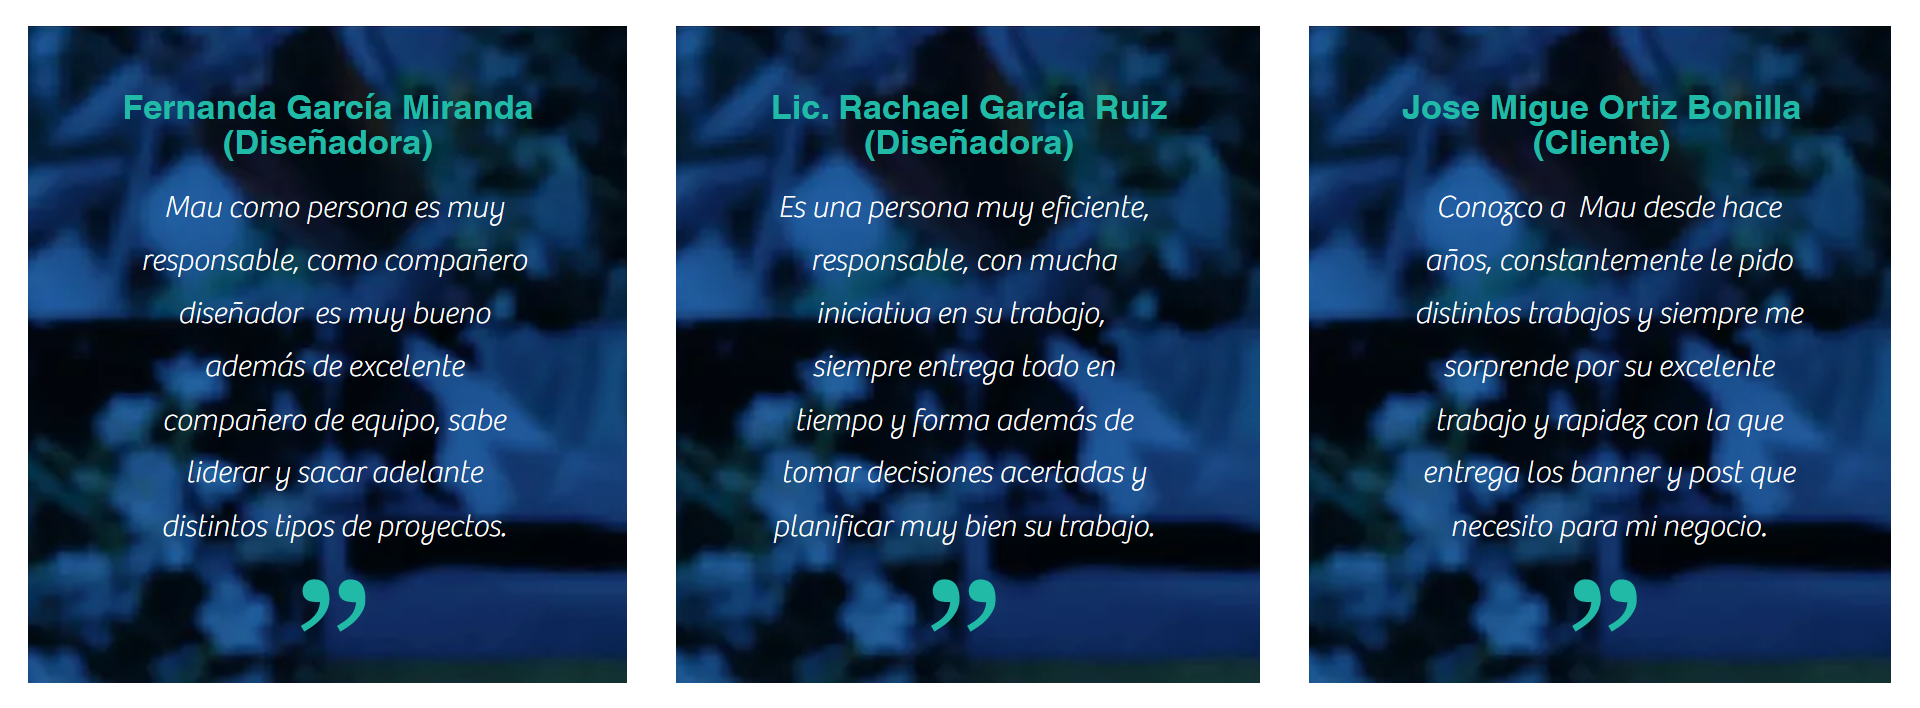 Fernanda García Miranda
(Diseñadora)
Mau como persona es muy
responsable, como compañero
diseñador  es muy bueno
además de excelente
compañero de equipo, sabe
liderar y sacar adelante
distintos tipos de proyectos.
”
Lic. Rachael García Ruiz
(Diseñadora)
Es una persona muy eficiente,
responsable, con mucha
iniciativa en su trabajo,
siempre entrega todo en
tiempo y forma además de
tomar decisiones acertadas y
planificar muy bien su trabajo.
”
Jose Migue Ortiz Bonilla
(Cliente)
Conozco a  Mau desde hace
años, constantemente le pido
distintos trabajos y siempre me
sorprende por su excelente
trabajo y rapidez con la que
entrega los banner y post que
necesito para mi negocio.
”